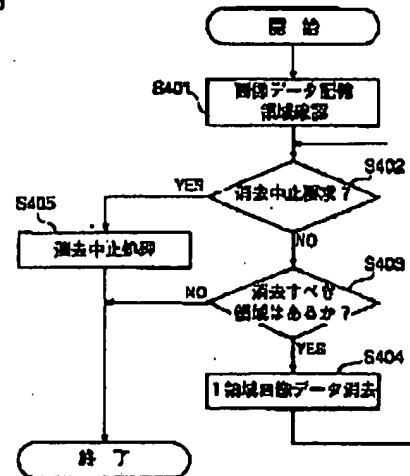 開 始
S401
画像データ記憶
領域確認
S402
消去中止要求?
YES
S405
NO
消去中止処理
S403
消去すべき
領域はあるか?
NO
YES
S404
1領域画像データ消去
終 了